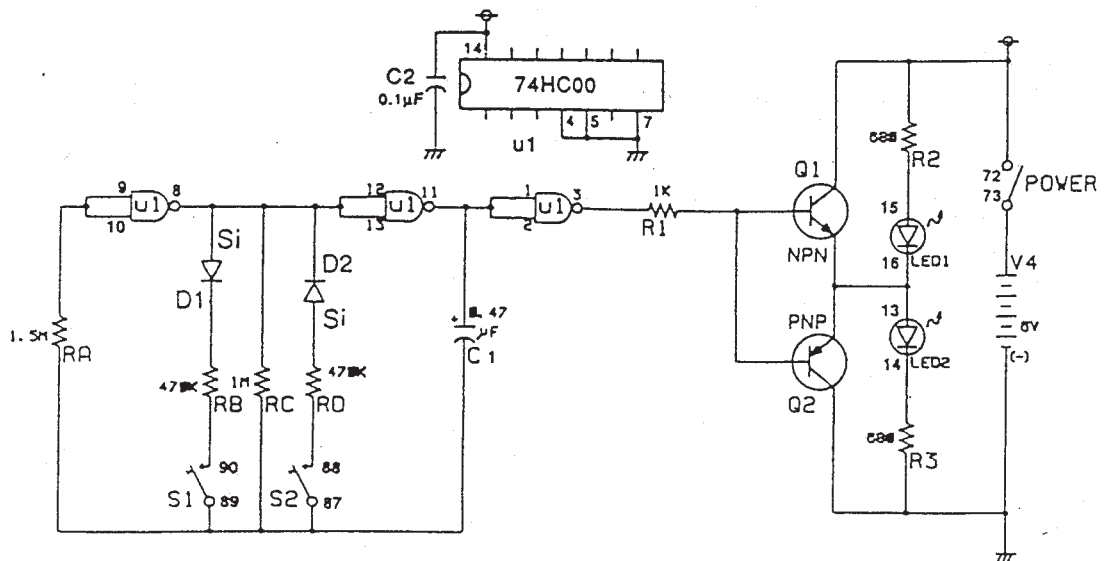 14
C2
0.1µF
74HC00
4 5 7
u1
9
10
u1
8
12
13
u1
11
1
2
u1
3
1K
R1
Q1
NPN
PNP
Q2
R2
15
16
LED1
13
14
LED2
R3
72
73
POWER
V4
(-)
Si
D1
D2
Si
1.5M
RA
RB
1M
RC
RD
+
µF
C1
90
S1
89
88
S2
87